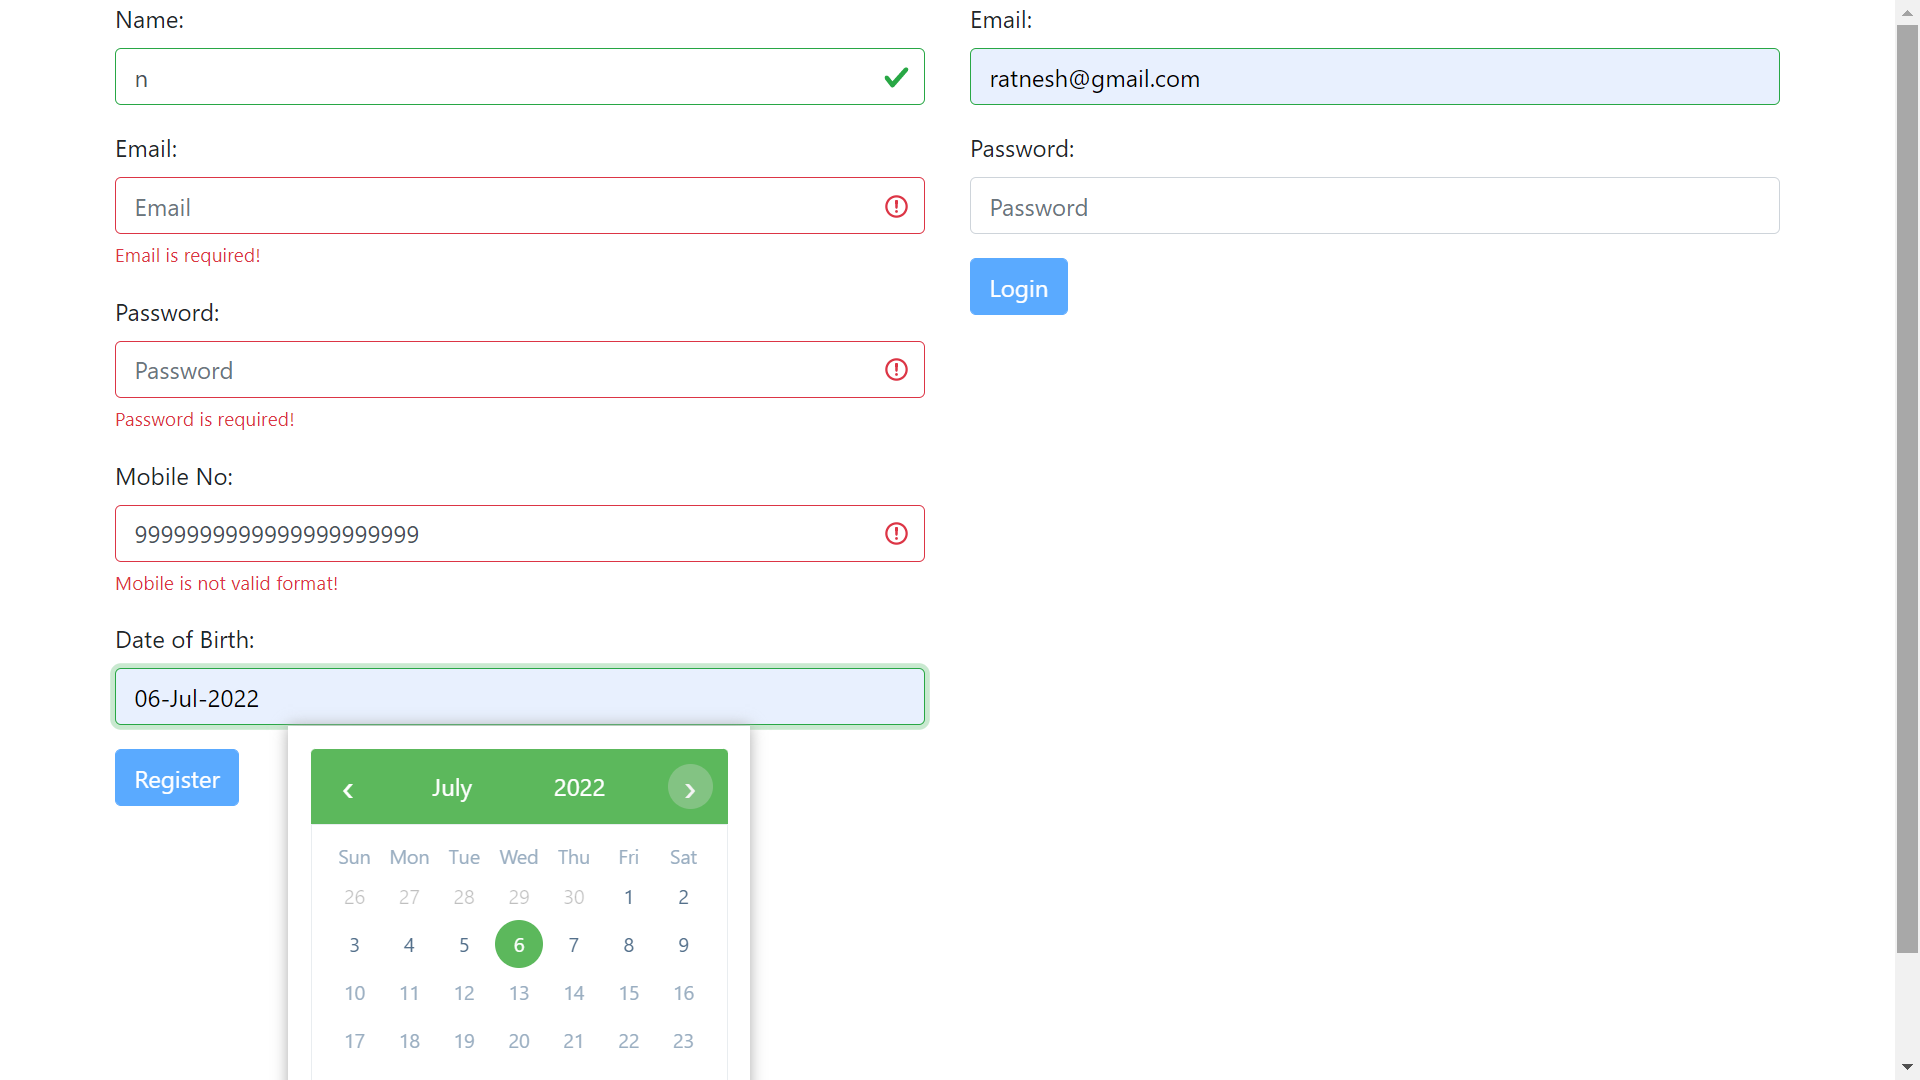 Name:
n
Email:
Email
Email is required!
Password:
Password
Password is required!
Mobile No:
9999999999999999999999
Mobile is not valid format!
Date of Birth:
06-Jul-2022
Register
‹ July 2022 ›
Sun Mon Tue Wed Thu Fri Sat
26 27 28 29 30 1 2
3 4 5 6 7 8 9
10 11 12 13 14 15 16
17 18 19 20 21 22 23
Email:
ratnesh@gmail.com
Password:
Password
Login